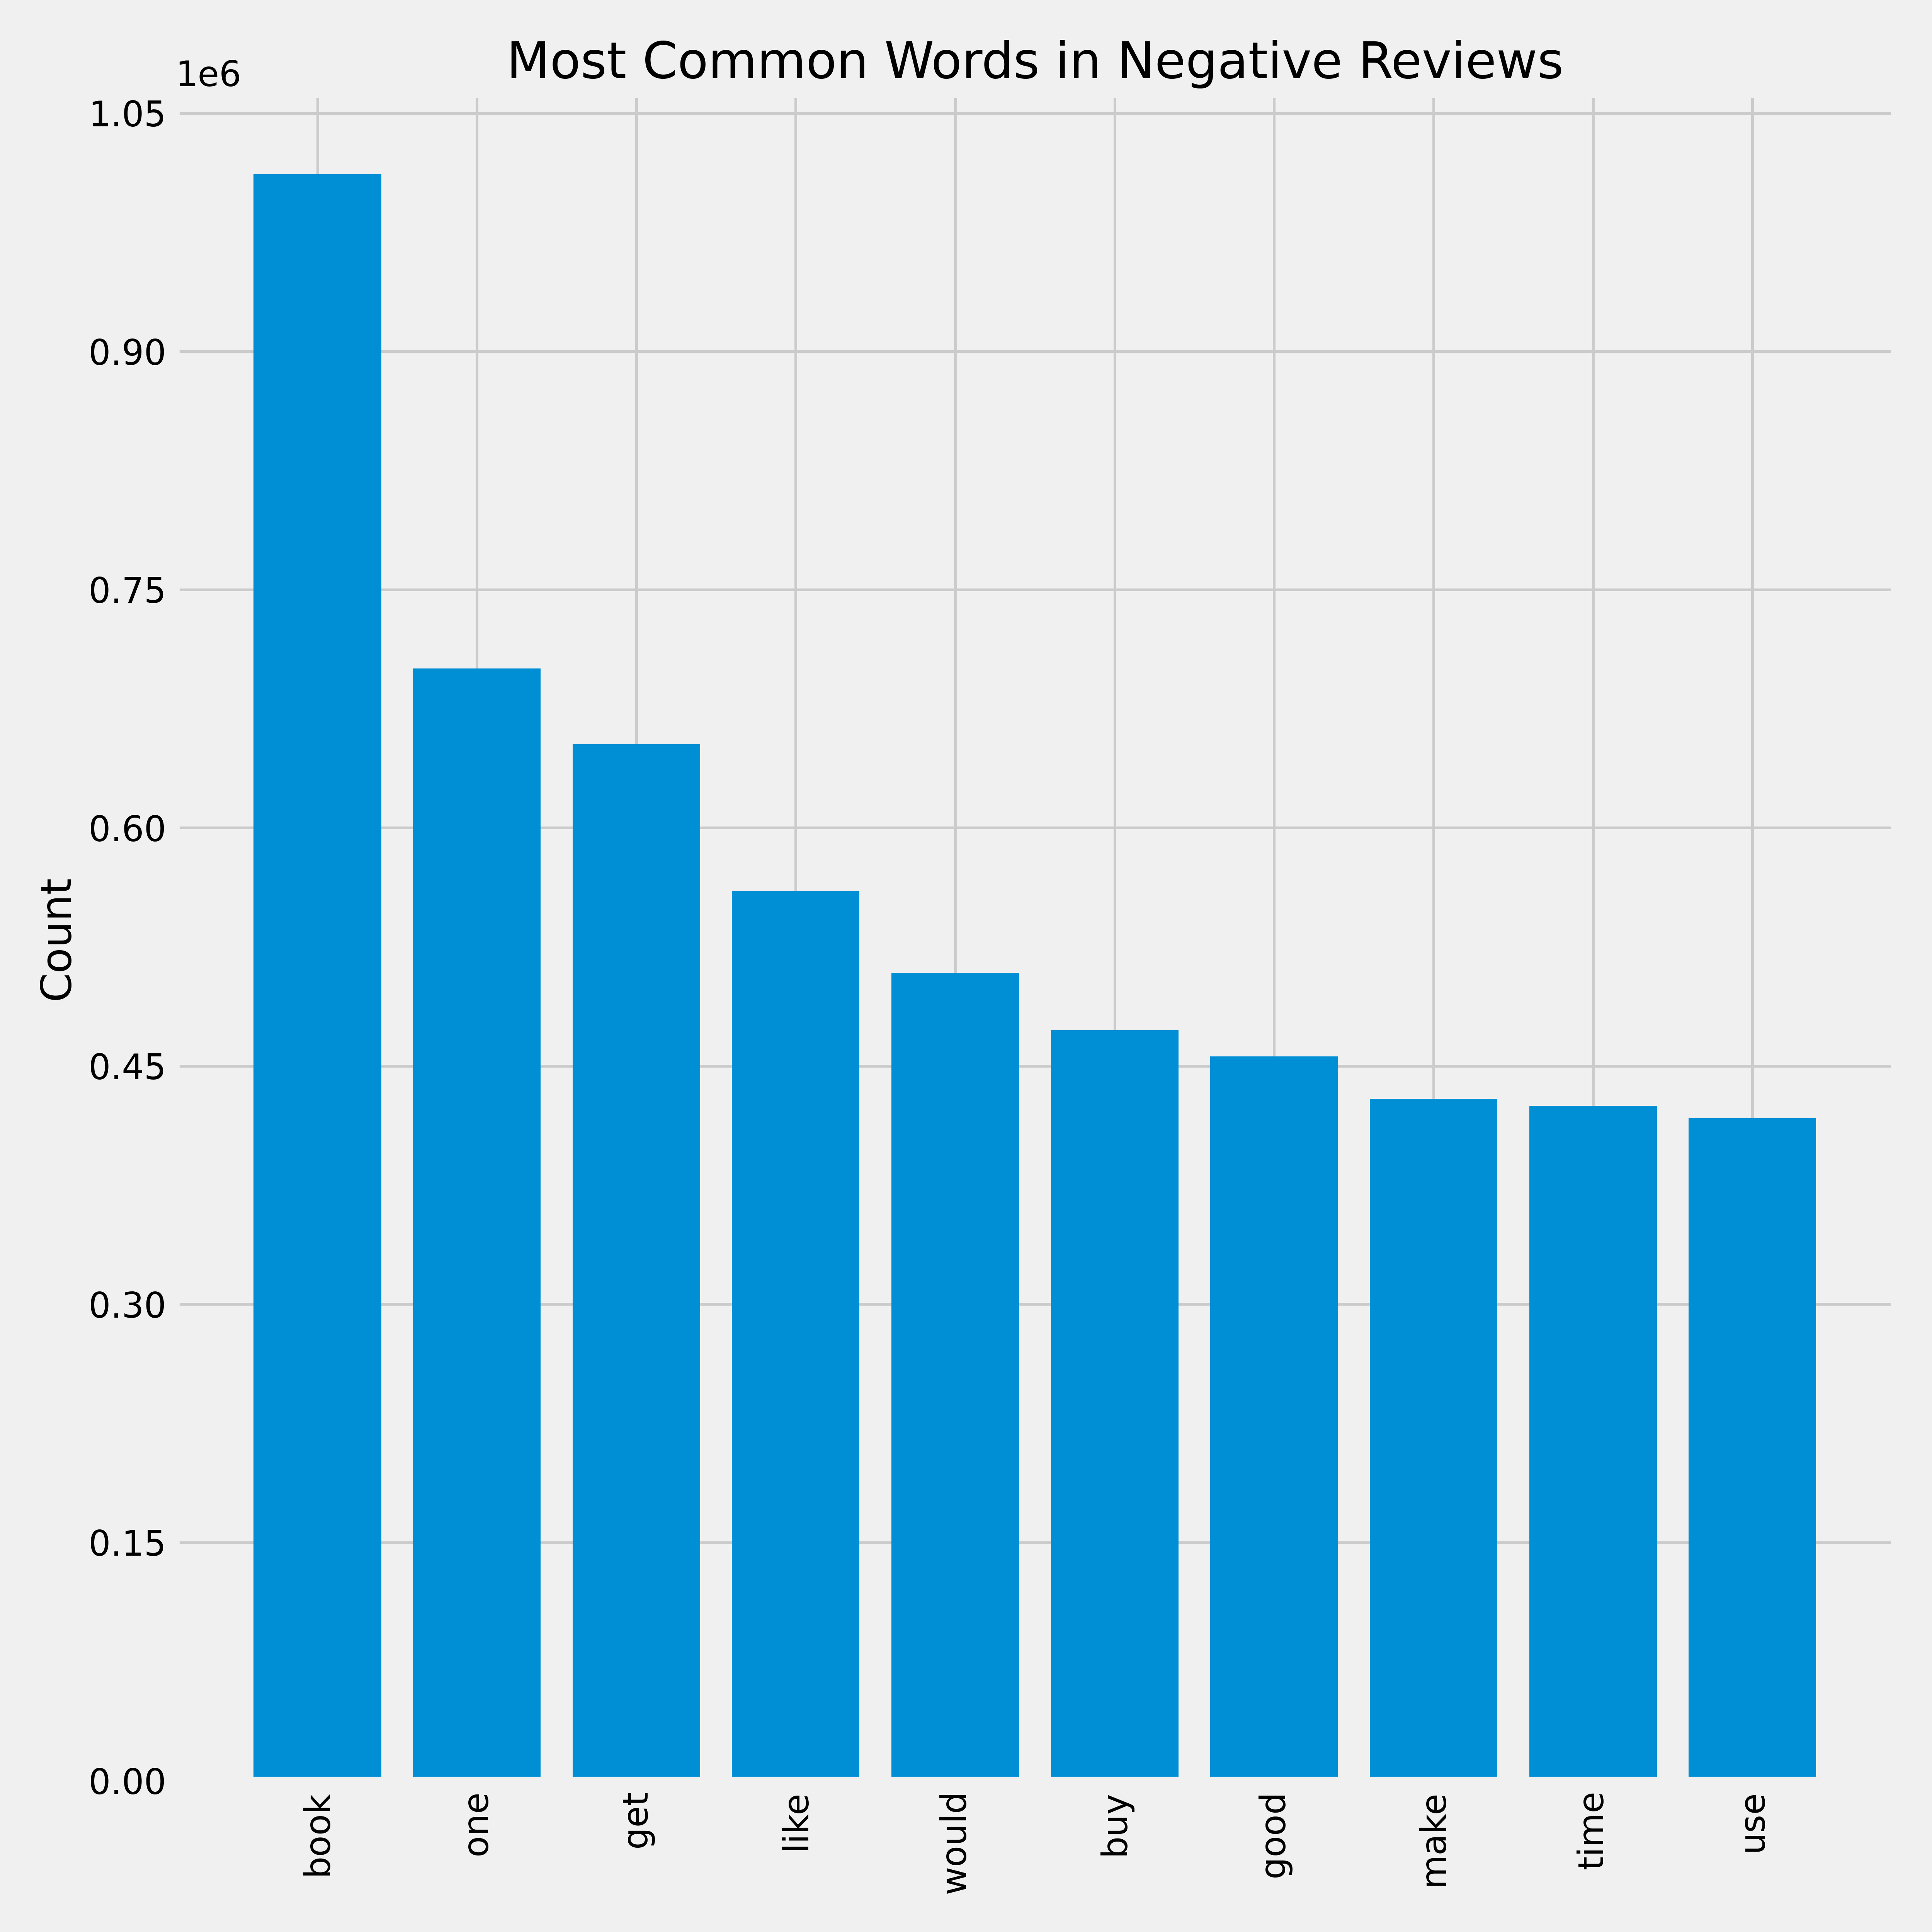 Most Common Words in Negative Reviews
1e6
1.05
0.90
0.75
0.60
0.45
0.30
0.15
0.00
Count
book
one
get
like
would
buy
good
make
time
use